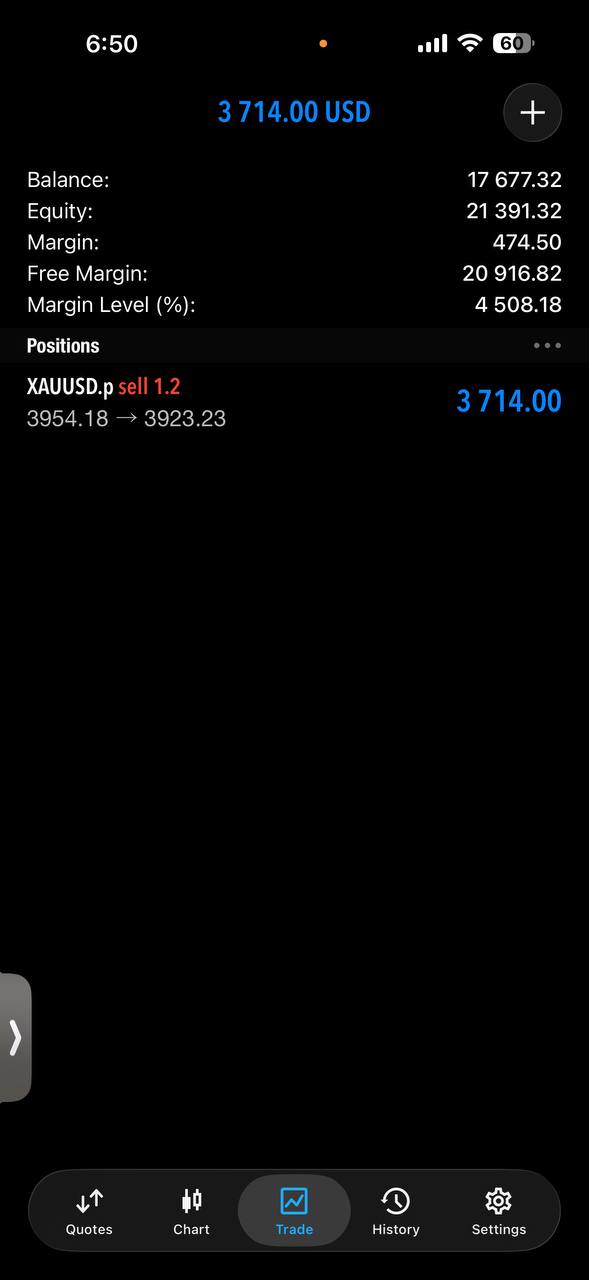 6:50
60
3 714.00 USD
Balance: 17 677.32
Equity: 21 391.32
Margin: 474.50
Free Margin: 20 916.82
Margin Level (%): 4 508.18
Positions
XAUUSD.p sell 1.2
3954.18 → 3923.23
3 714.00
Quotes Chart Trade History Settings